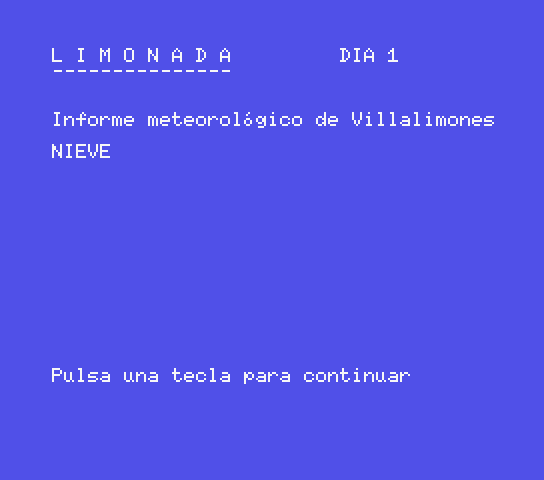 L I M O N A D A DIA 1
---------------
Informe meteorológico de Villalimones
NIEVE
Pulsa una tecla para continuar